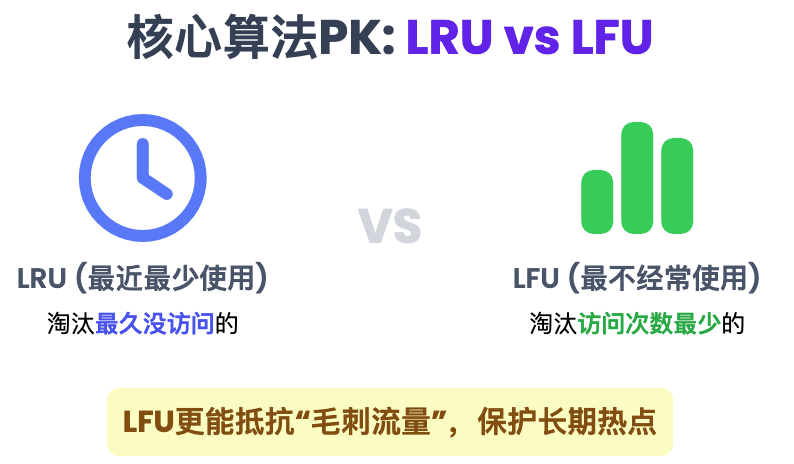 核心算法PK: LRU vs LFU
VS
LRU (最近最少使用)
淘汰最久没访问的
LFU (最不经常使用)
淘汰访问次数最少的
LFU更能抵抗“毛刺流量”，保护长期热点